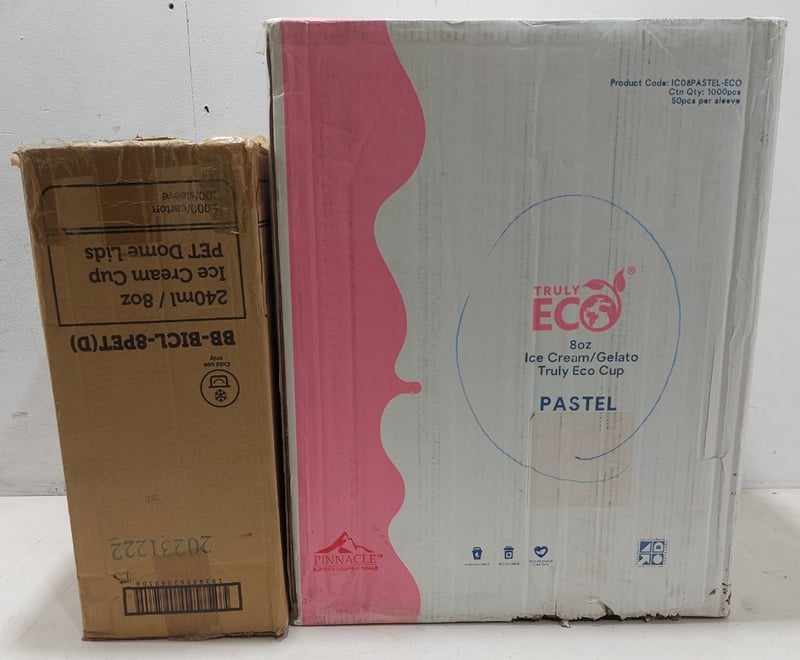 BB-BICL-8PET(D)
240ml / 8oz
Ice Cream Cup
PET Dome Lids
000/carton
00/sleeve
Cold use
only
20231222
Product Code: IC08PASTEL-ECO
Ctn Qty: 1000pcs
50pcs per sleeve
TRULY
ECO®
8oz
Ice Cream/Gelato
Truly Eco Cup
PASTEL
PINNACLE